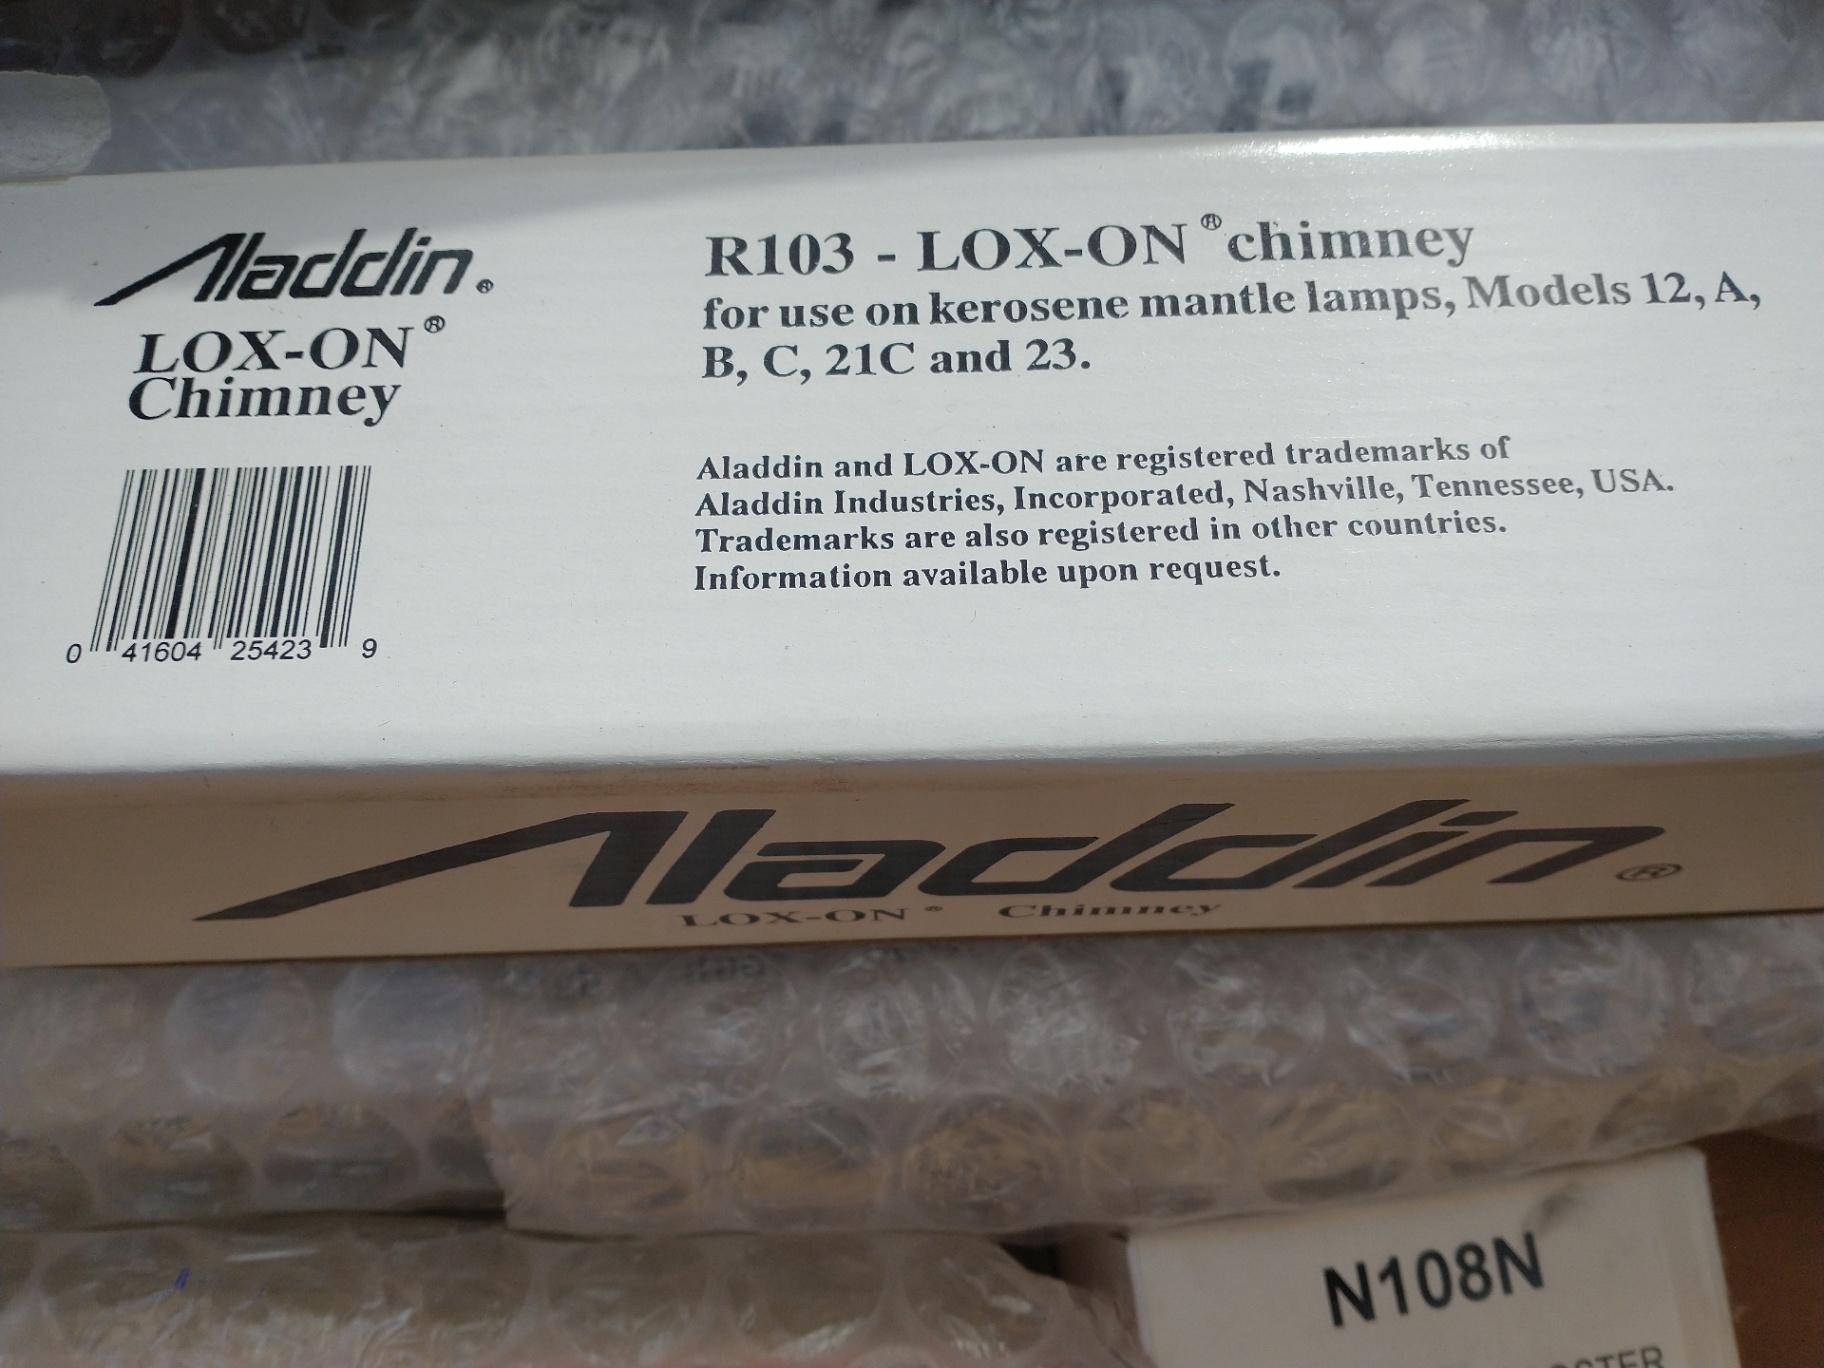 Aladdin®
LOX-ON®
Chimney
0 41604 25423 9
R103 - LOX-ON® chimney
for use on kerosene mantle lamps, Models 12, A,
B, C, 21C and 23.
Aladdin and LOX-ON are registered trademarks of
Aladdin Industries, Incorporated, Nashville, Tennessee, USA.
Trademarks are also registered in other countries.
Information available upon request.
Aladdin®
LOX-ON® Chimney
N108N